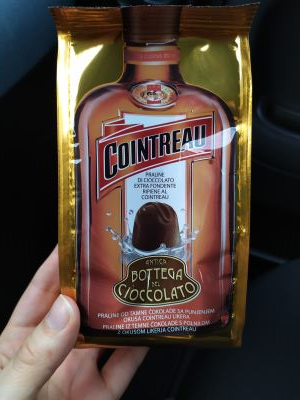 COINTREAU
PRALINE
DI CIOCCOLATO
EXTRA FONDENTE
RIPIENE AL
COINTREAU
ANTICA
BOTTEGA
DEL
CIOCCOLATO
PRALINE OD TAMNE ČOKOLADE SA PUNJENJEM
OKUSA COINTREAU LIKERA
PRALINE IZ TEMNE ČOKOLADE S POLNILOM
Z OKUSOM LIKERJA COINTREAU